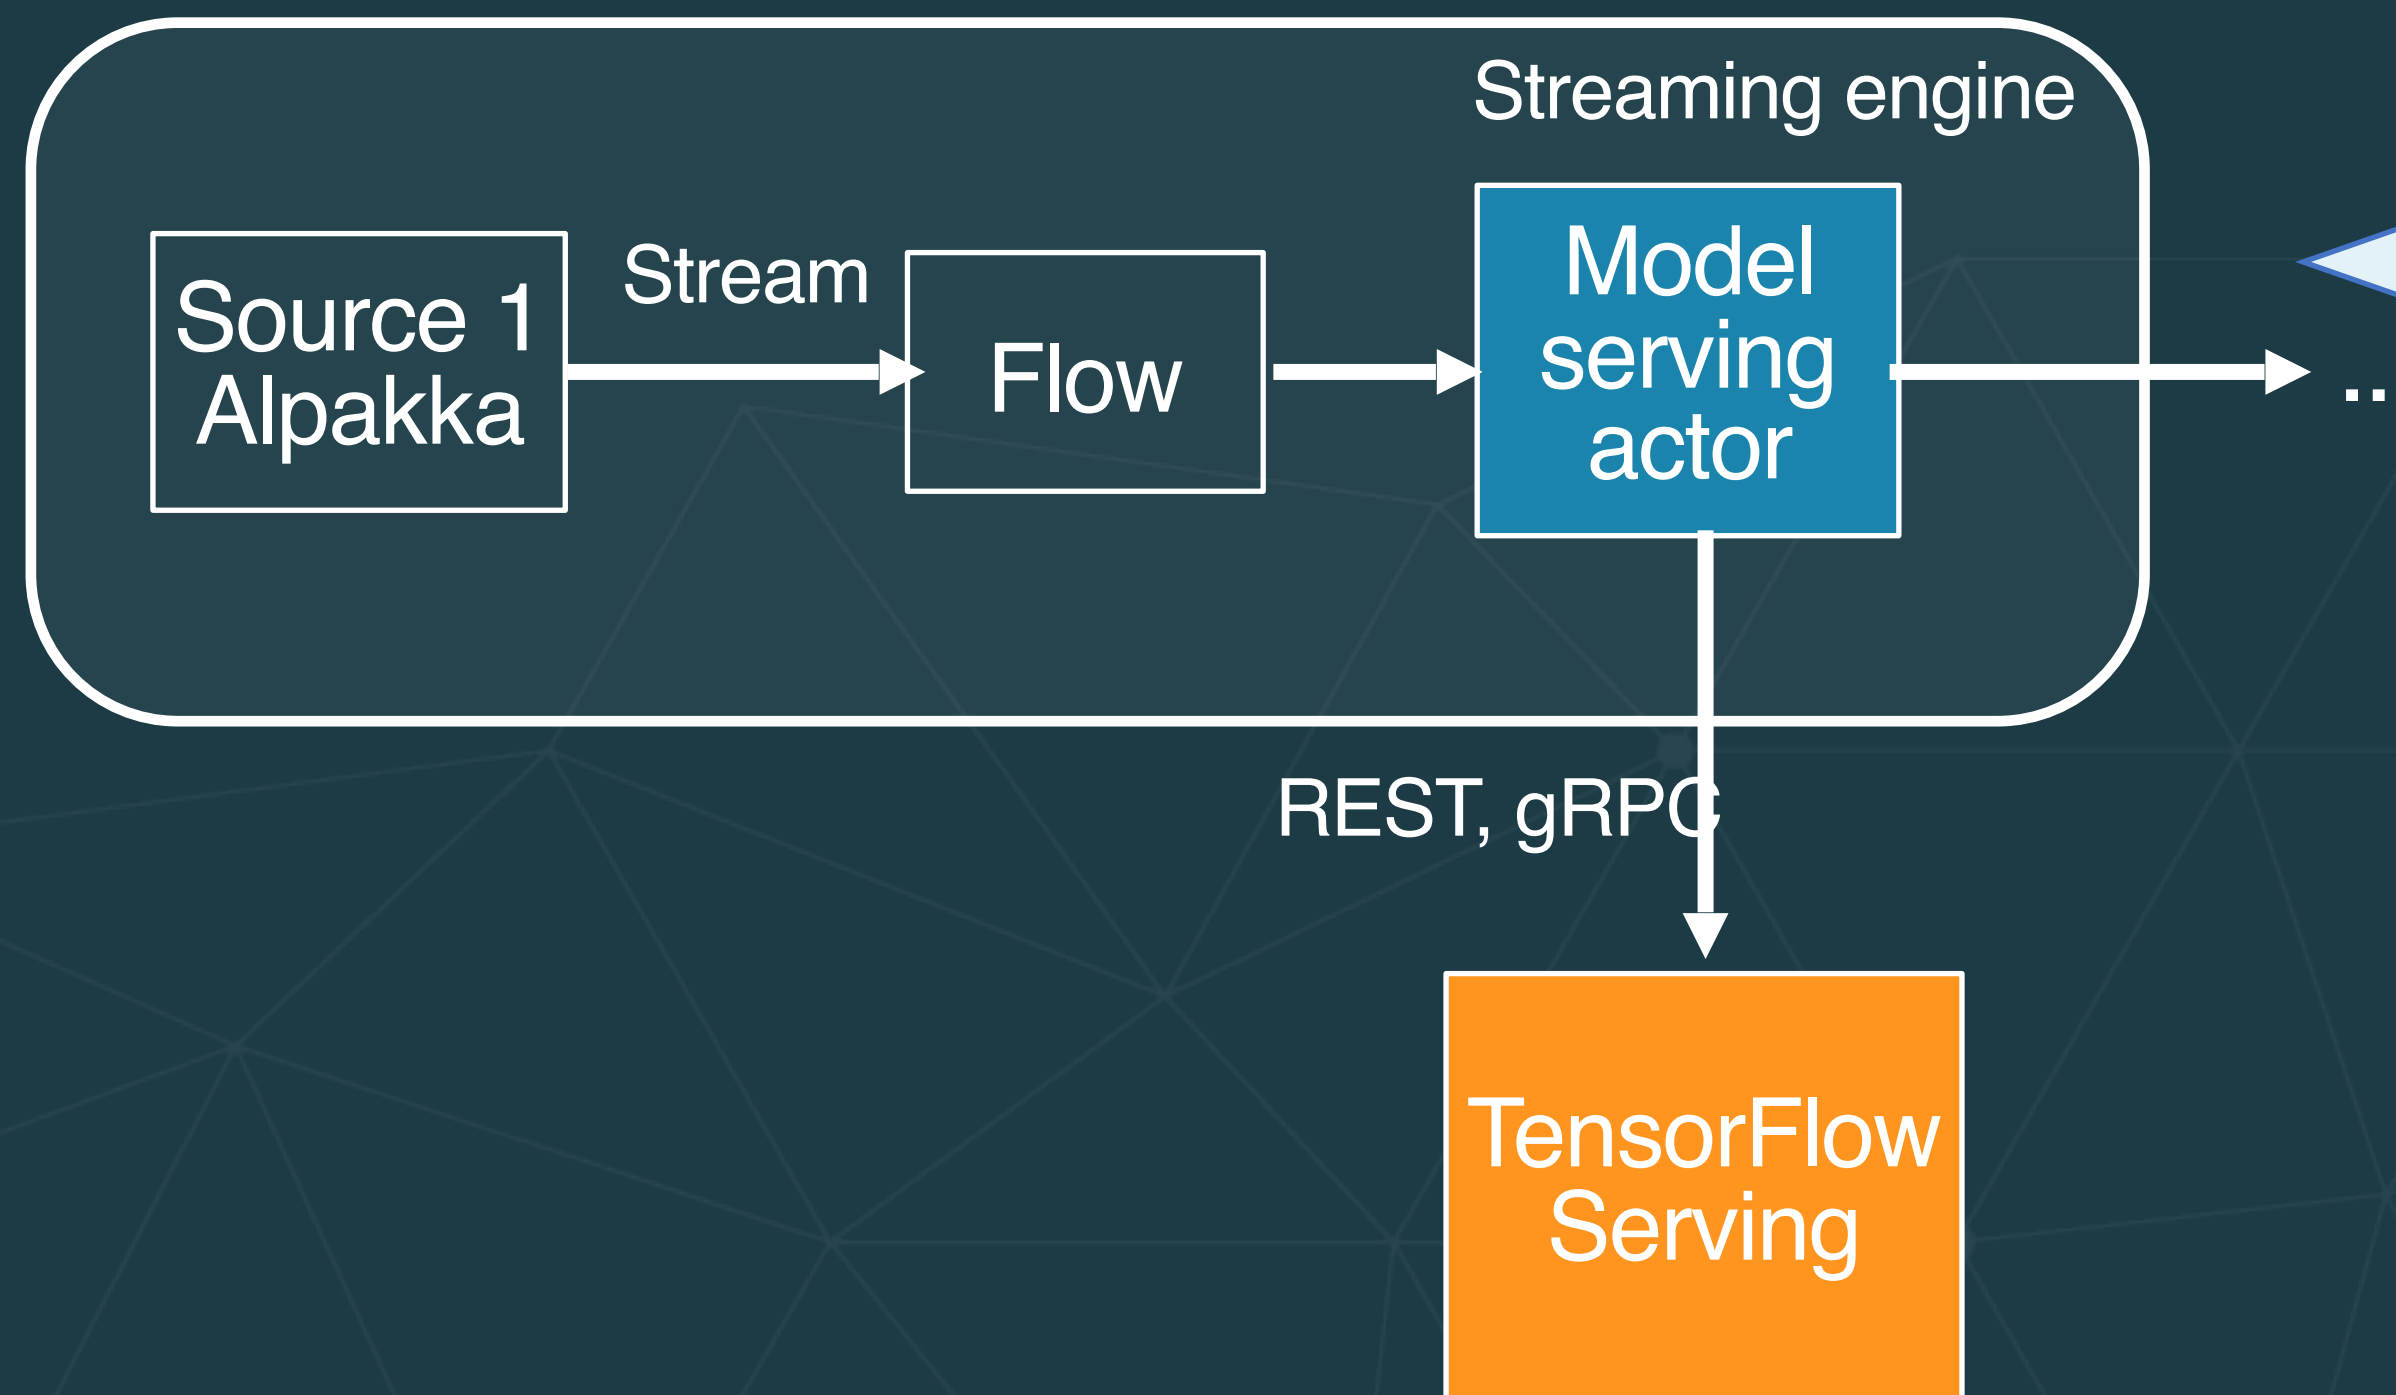 Streaming engine
Source 1
Alpakka
Stream
Flow
Model
serving
actor
..
REST, gRPC
TensorFlow
Serving